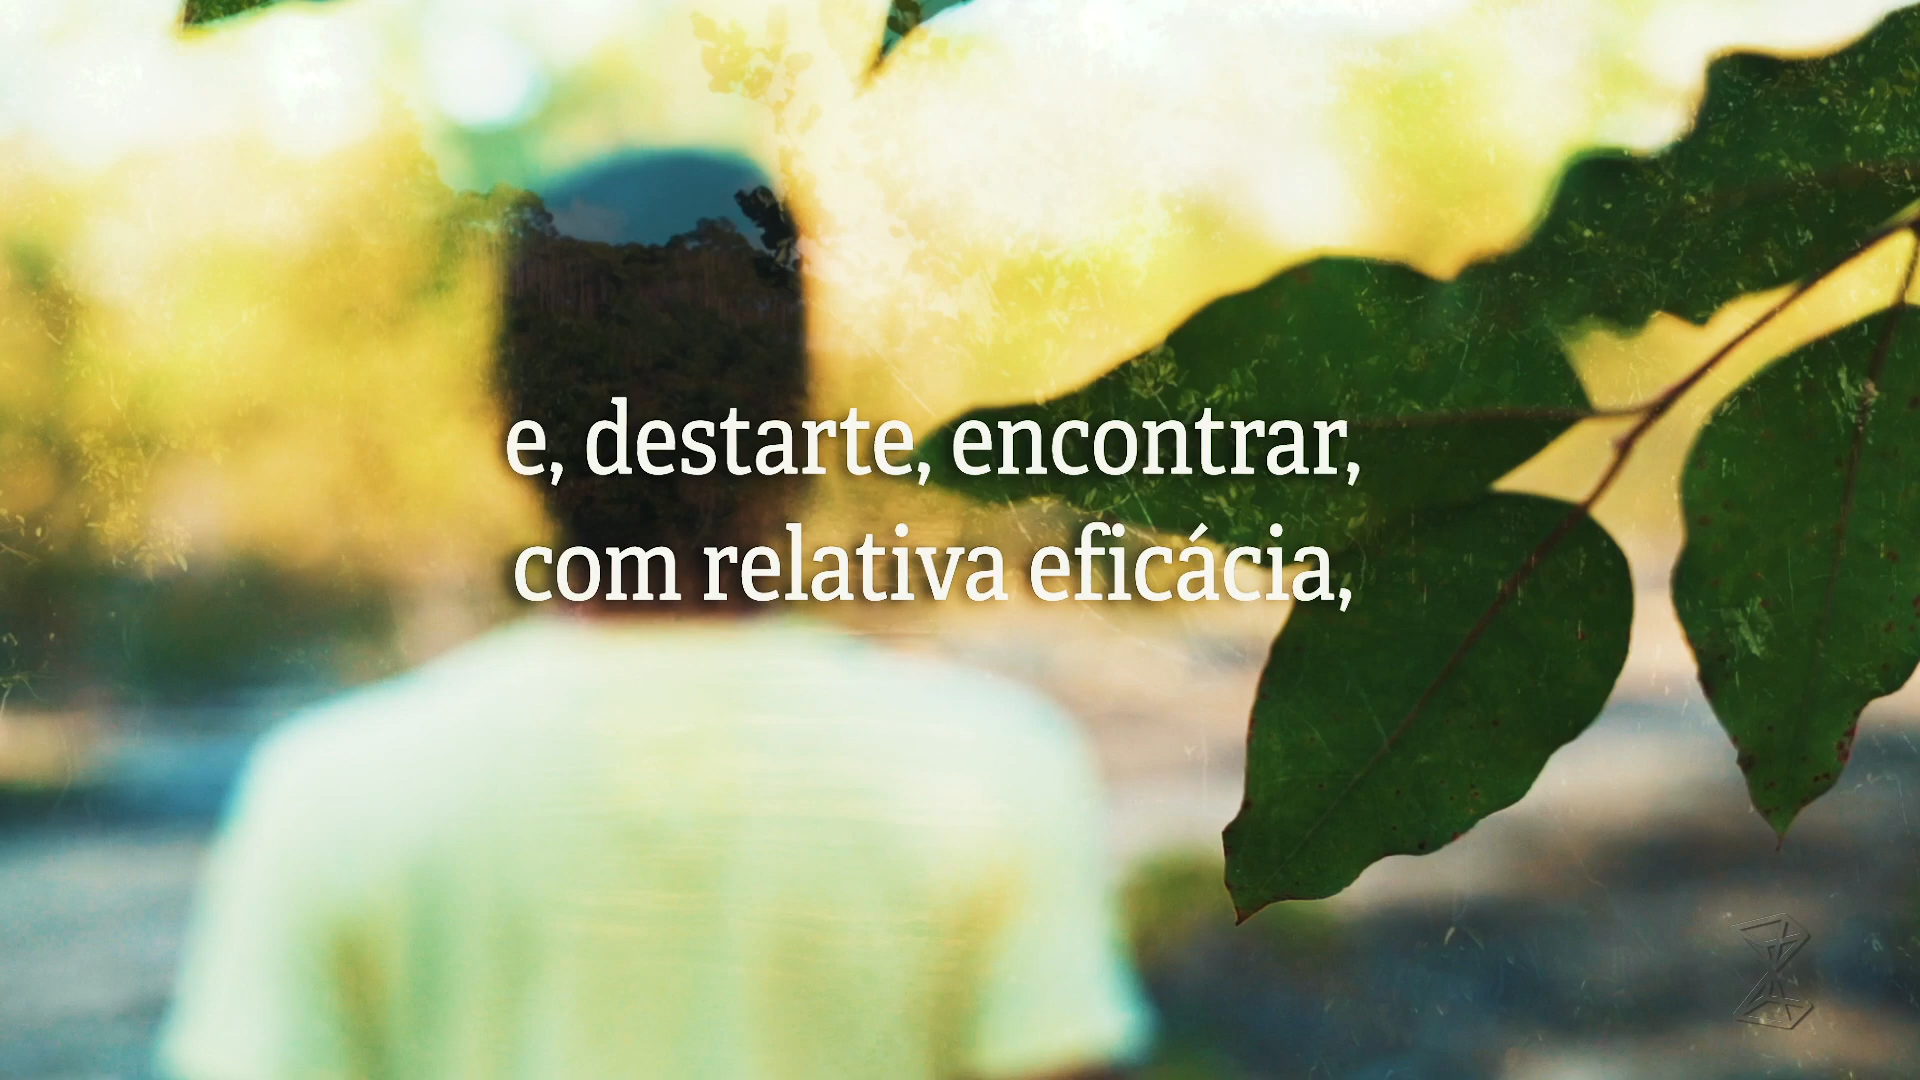 e, destarte, encontrar,
com relativa eficácia,